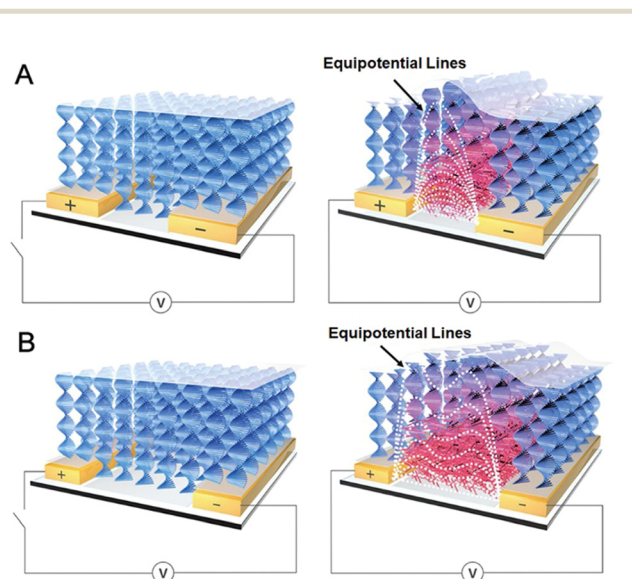 A
Equipotential Lines
+
−
V
+
−
V
B
Equipotential Lines
+
−
V
+
−
V